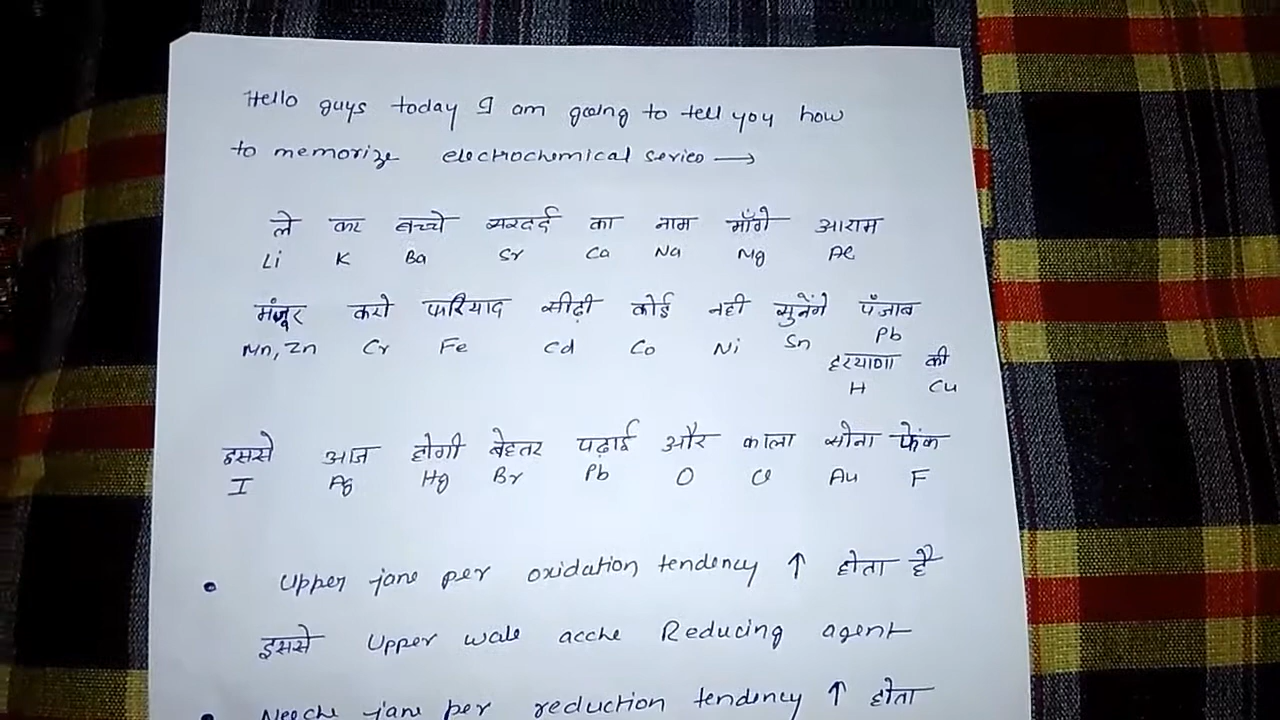 Hello guys today I am going to tell you how
to memorize electrochemical series →
ले कर बच्चे सरदर्द का नाम माँगे आराम
Li K Ba Sr Ca Na Mg Al
मंजूर करो फरियाद सीढ़ी कोई नही सुनेंगे पँजाब
Mn, Zn Cr Fe Cd Co Ni Sn Pb
हरयाणा की
H Cu
इससे आज होगी बेहतर पढ़ाई और काला सोना फेंक
I Ag Hg Br Pb O Cl Au F
• Upper jane per oxidation tendency ↑ होता है
इससे Upper wale acche Reducing agent
• Neeche jane per reduction tendency ↑ होता